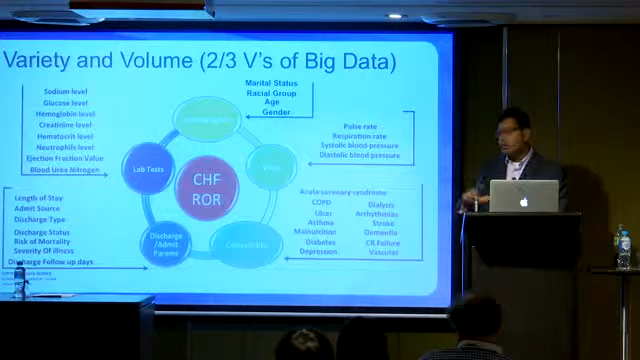 Variety and Volume (2/3 V's of Big Data)
Marital Status
Racial Group
Age
Gender
Sodium level
Glucose level
Hemoglobin level
Creatinine level
Hematocrit level
Neutrophils level
Ejection Fraction Value
Blood Urea Nitrogen
Pulse rate
Respiration rate
Systolic blood-pressure
Diastolic blood-pressure
Lab Tests
CHF
ROR
Vitals
Discharge
/Admit
Params
Comorbidity
Length of Stay
Admit Source
Discharge Type
Discharge Status
Risk of Mortality
Severity Of Illness
Discharge Follow up days
Acute coronary syndrome
COPD
Ulcer
Asthma
Malnutrition
Diabetes
Depression
Dialysis
Arrhythmias
Stroke
Dementia
CR Failure
Vascular